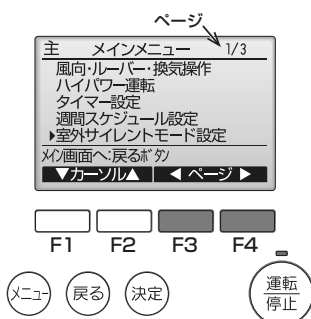 ページ
主 メインメニュー 1/3
風向・ルーバー・換気操作
ハイパワー運転
タイマー設定
週間スケジュール設定
▶室外サイレントモード設定
メイン画面へ:戻るボタン
▼カーソル▲ ◀ ページ ▶
F1 F2 F3 F4
メニュー 戻る 決定 運転
停止